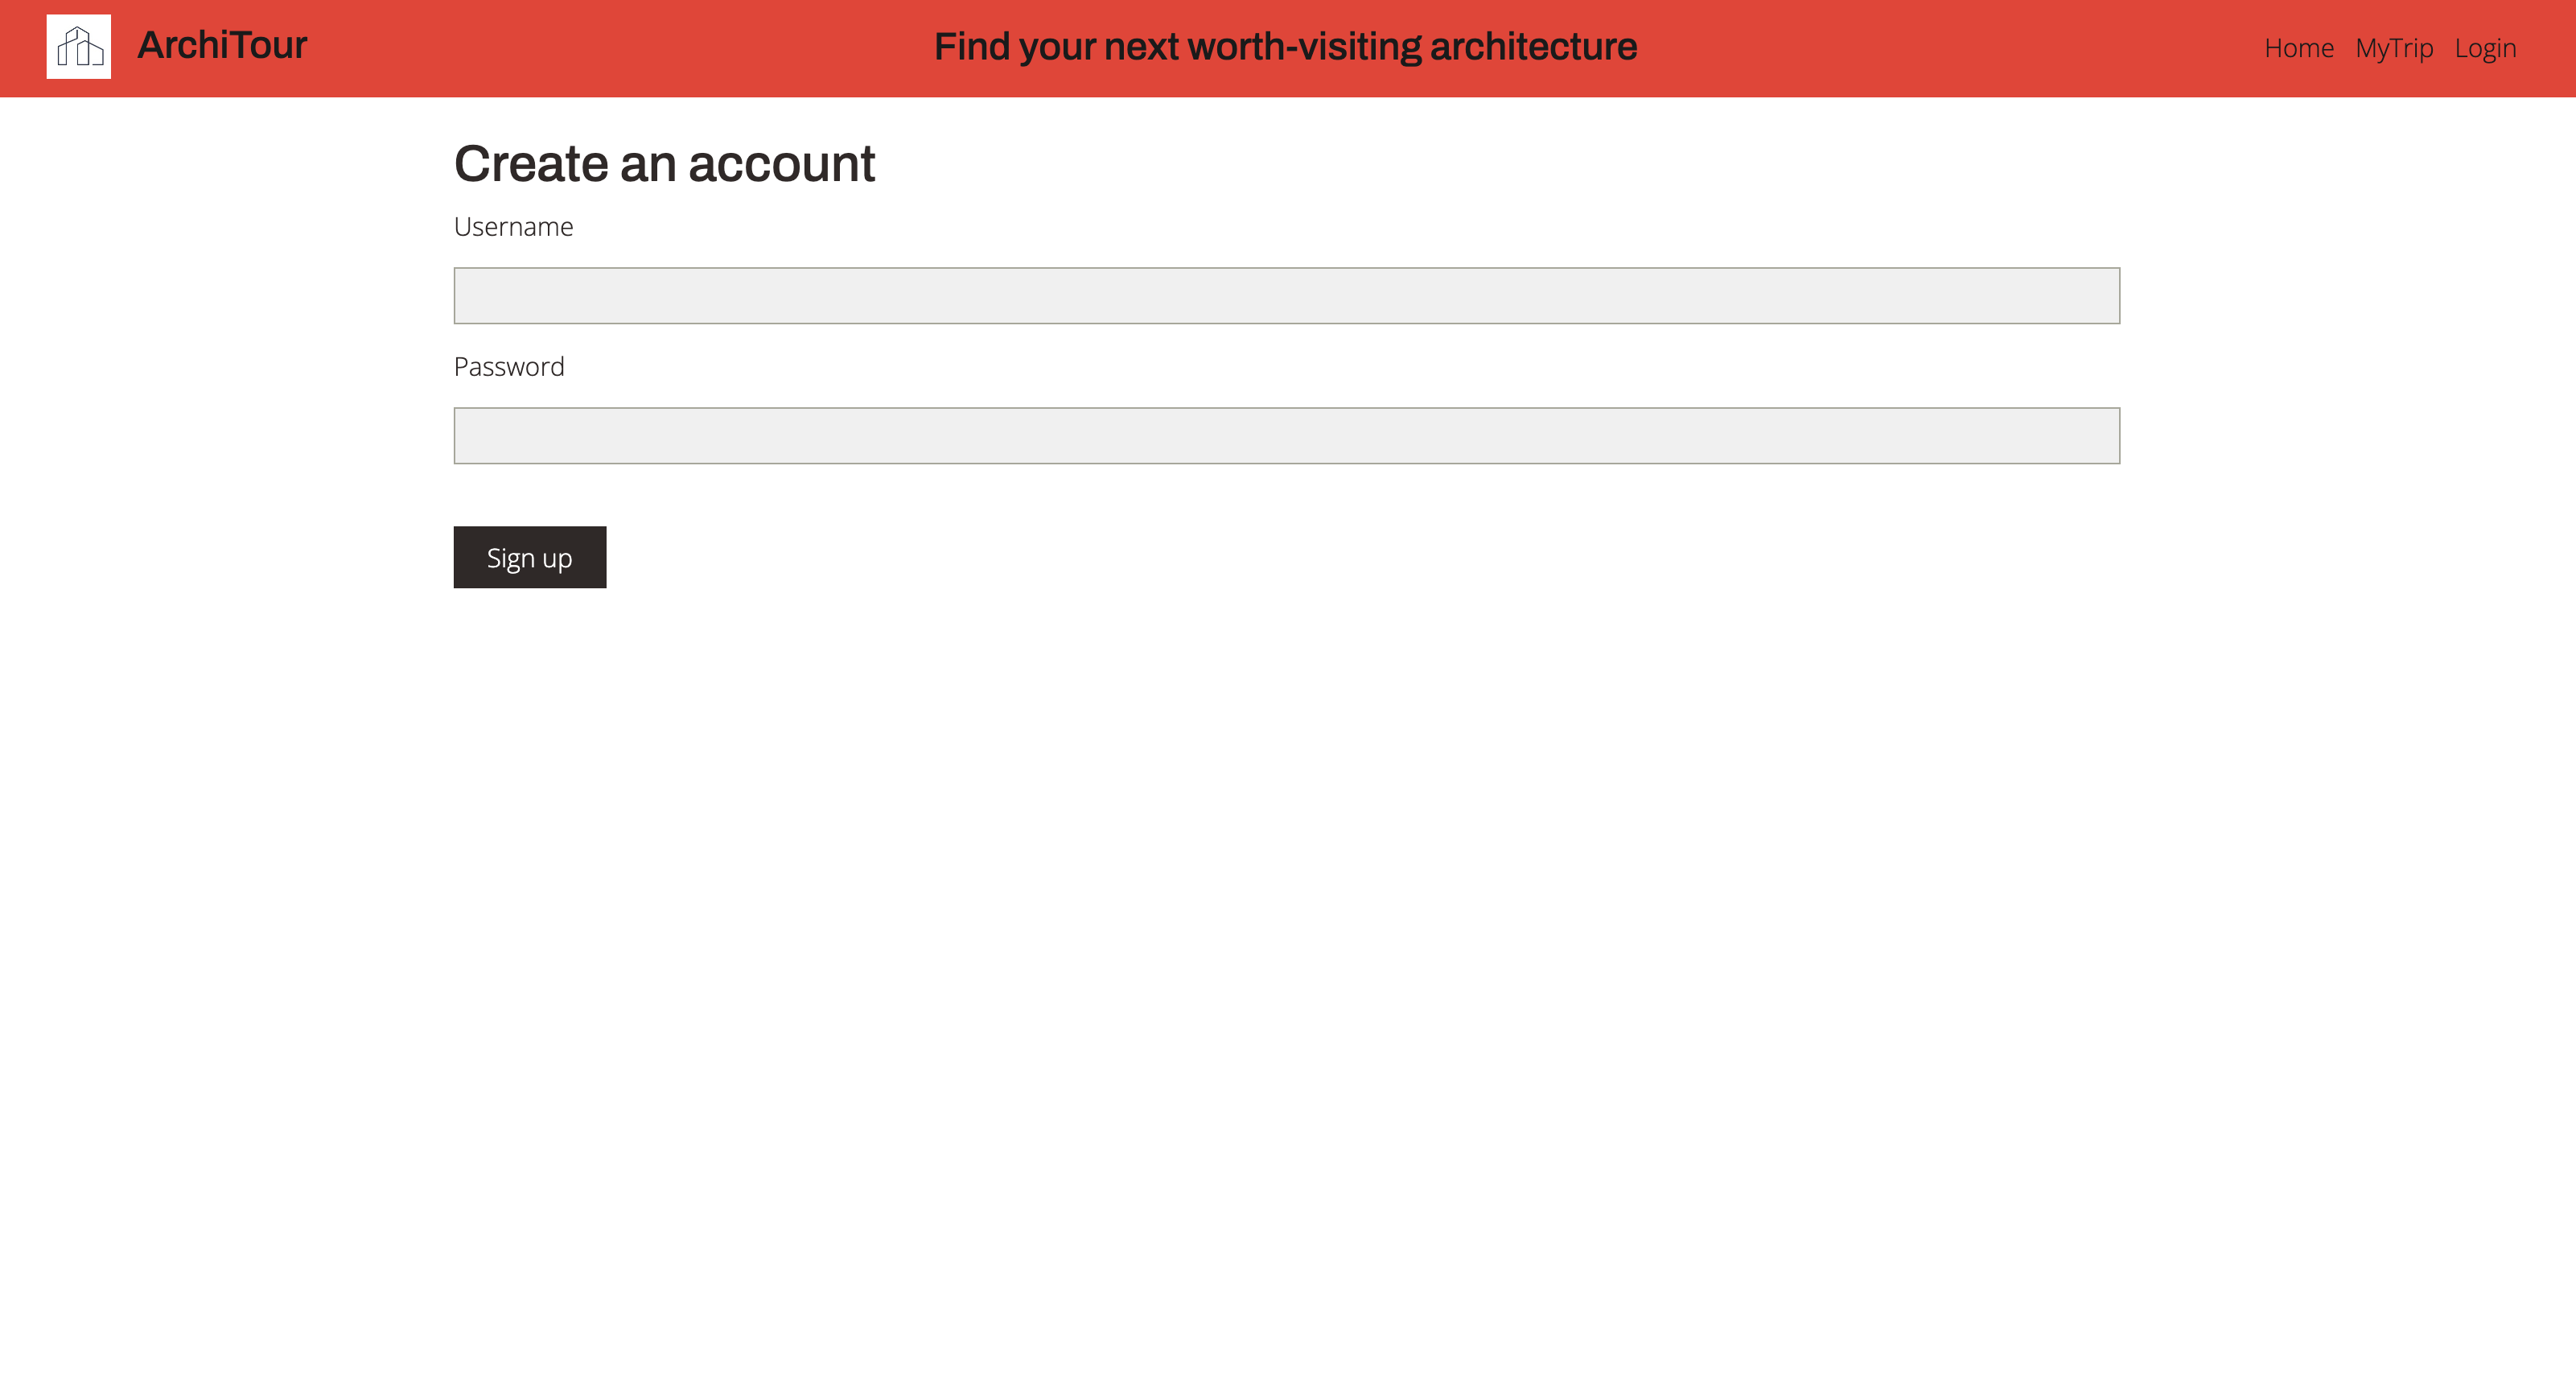 ArchiTour
Find your next worth-visiting architecture
Home MyTrip Login
Create an account
Username
Password
Sign up